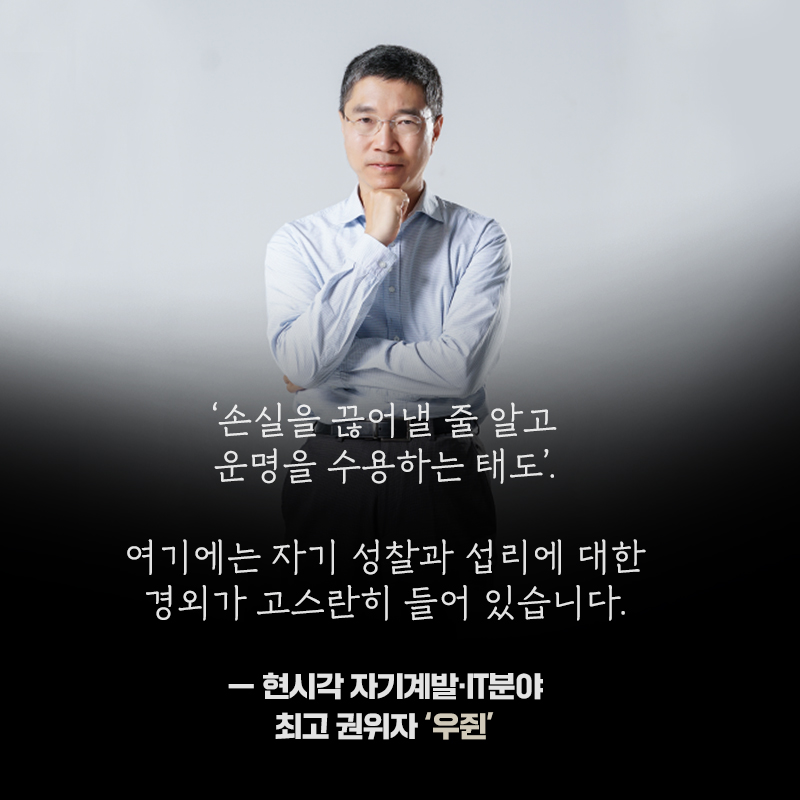 ‘손실을 끊어낼 줄 알고
운명을 수용하는 태도’.
여기에는 자기 성찰과 섭리에 대한
경외가 고스란히 들어 있습니다.
— 현시각 자기계발·IT분야
최고 권위자 ‘우쥔’